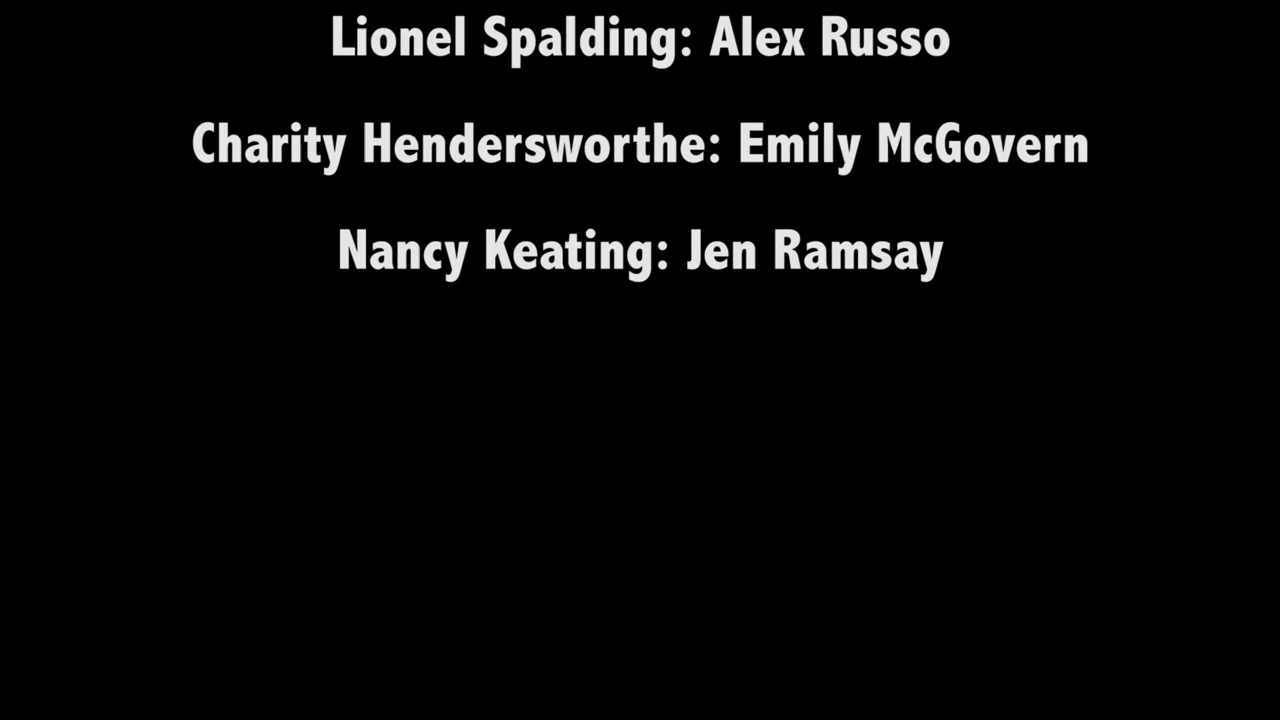 Lionel Spalding: Alex Russo
Charity Hendersworthe: Emily McGovern
Nancy Keating: Jen Ramsay